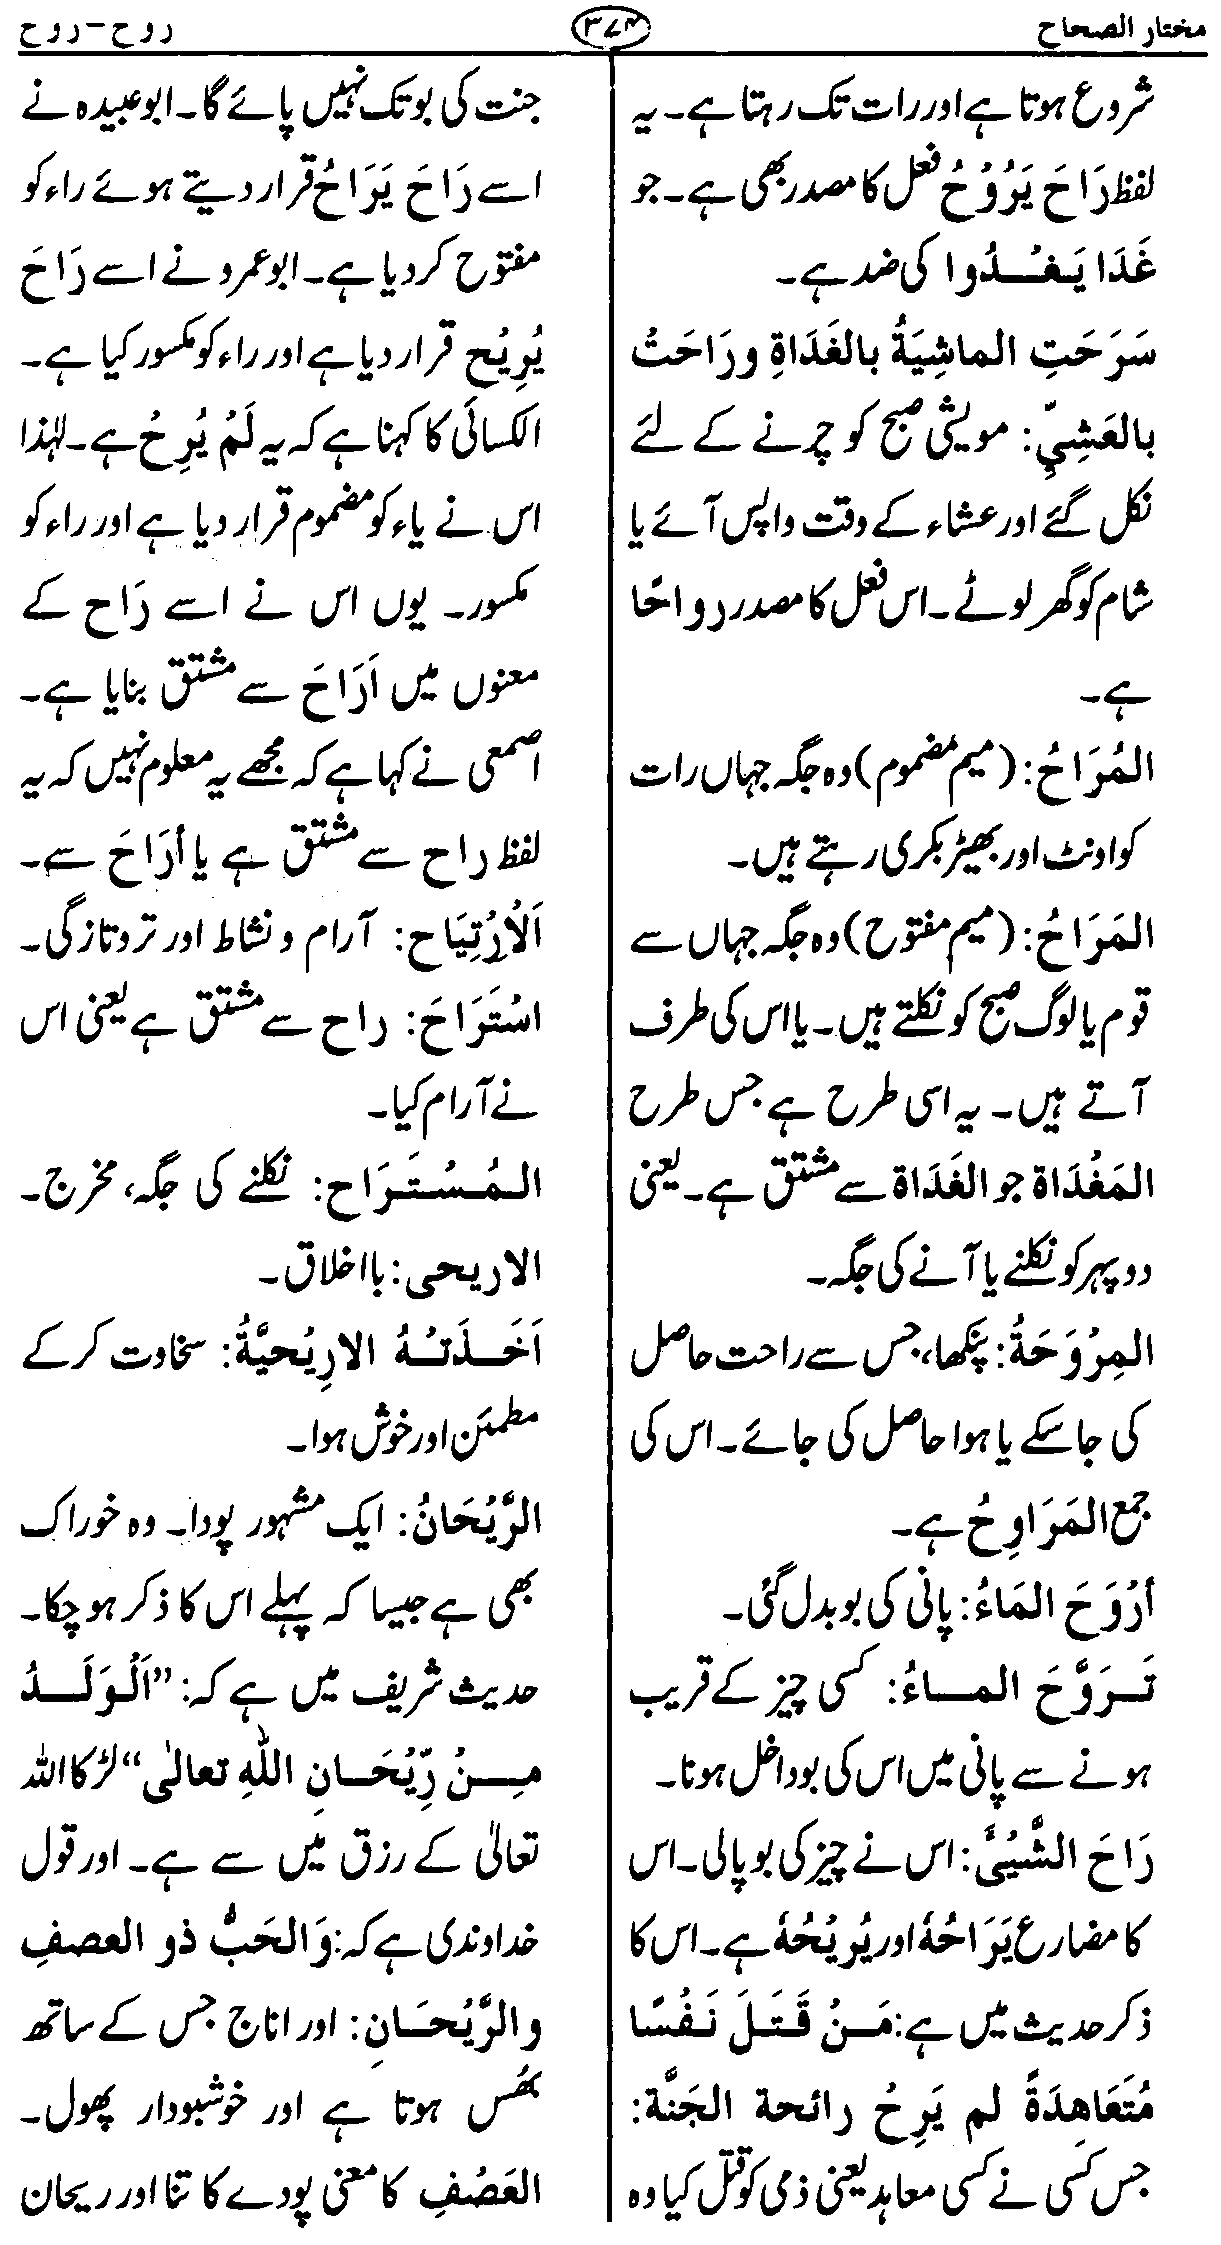 مختار الصحاح
۳۷۴
روح-روح
شروع ہوتا ہے اور رات تک رہتا ہے۔ یہ
لفظ رَاحَ يَرُوْحُ فعل کا مصدر بھی ہے۔ جو
غَدَا يَغْدُوا کی ضد ہے۔
سَرَحَتِ الماشِيَةُ بالغَدَاةِ ورَاحَتْ
بالعَشِيِّ: مویشی صبح کو چرنے کے لئے
نکل گئے اور عشاء کے وقت واپس آئے یا
شام کو گھر لوٹے۔ اس فعل کا مصدر رواحًا
ہے۔
المُرَاحُ: (میم مضموم) وہ جگہ جہاں رات
کو اونٹ اور بھیڑ بکری رہتے ہیں۔
المَرَاحُ: (میم مفتوح) وہ جگہ جہاں سے
قوم یا لوگ صبح کو نکلتے ہیں۔ یا اس کی طرف
آتے ہیں۔ یہ اسی طرح ہے جس طرح
المَغْدَاة جو الغَدَاة سے مشتق ہے۔ یعنی
دوپہر کو نکلنے یا آنے کی جگہ۔
المِرْوَحَةُ: پنکھا، جس سے راحت حاصل
کی جا سکے یا ہوا حاصل کی جائے۔ اس کی
جمع المَرَاوِحُ ہے۔
أرْوَحَ المَاءُ: پانی کی بو بدل گئی۔
تَرَوَّحَ الماءُ: کسی چیز کے قریب
ہونے سے پانی میں اس کی بو داخل ہونا۔
رَاحَ الشَّيْئَ: اس نے چیز کی بو پالی۔ اس
کا مضارع يَرَاحُهٗ اور يُرِيْحُهٗ ہے۔ اس کا
ذکر حدیث میں ہے: مَنْ قَتَلَ نَفْسًا
مُتَعَاهِدَةً لم يَرِحْ رائحة الجَنَّة:
جس کسی نے کسی معاہد یعنی ذمی کو قتل کیا وہ
جنت کی بو تک نہیں پائے گا۔ ابو عبیدہ نے
اسے رَاحَ يَرَاحُ قرار دیتے ہوئے راء کو
مفتوح کر دیا ہے۔ ابو عمرو نے اسے رَاحَ
يُرِيْح قرار دیا ہے اور راء کو مکسور کیا ہے۔
الکسائی کا کہنا ہے کہ یہ لَمْ يُرِحْ ہے۔ لہٰذا
اس نے یاء کو مضموم قرار دیا ہے اور راء کو
مکسور۔ یوں اس نے اسے رَاح کے
معنوں میں اَرَاحَ سے مشتق بنایا ہے۔
اصمعی نے کہا ہے کہ مجھے یہ معلوم نہیں کہ یہ
لفظ راح سے مشتق ہے یا أرَاحَ سے۔
اَلْاِرْتِيَاح: آرام و نشاط اور تروتازگی۔
اسْتَرَاحَ: راح سے مشتق ہے یعنی اس
نے آرام کیا۔
المُسْتَرَاح: نکلنے کی جگہ، مخرج۔
الاریحی: با اخلاق۔
اَخَذَتْهُ الارِيْحيَّةُ: سخاوت کر کے
مطمئن اور خوش ہوا۔
الرَّيْحَانُ: ایک مشہور پودا۔ وہ خوراک
بھی ہے جیسا کہ پہلے اس کا ذکر ہو چکا۔
حدیث شریف میں ہے کہ: ”اَلْوَلَدُ
مِنْ رِّيْحَانِ اللّٰهِ تعالیٰ“ لڑکا اللہ
تعالیٰ کے رزق میں سے ہے۔ اور قول
خداوندی ہے کہ: وَالحَبُّ ذو العصفِ
والرَّيْحَانِ: اور اناج جس کے ساتھ
بھُس ہوتا ہے اور خوشبودار پھول۔
العَصْفِ کا معنی پودے کا تنا اور ریحان